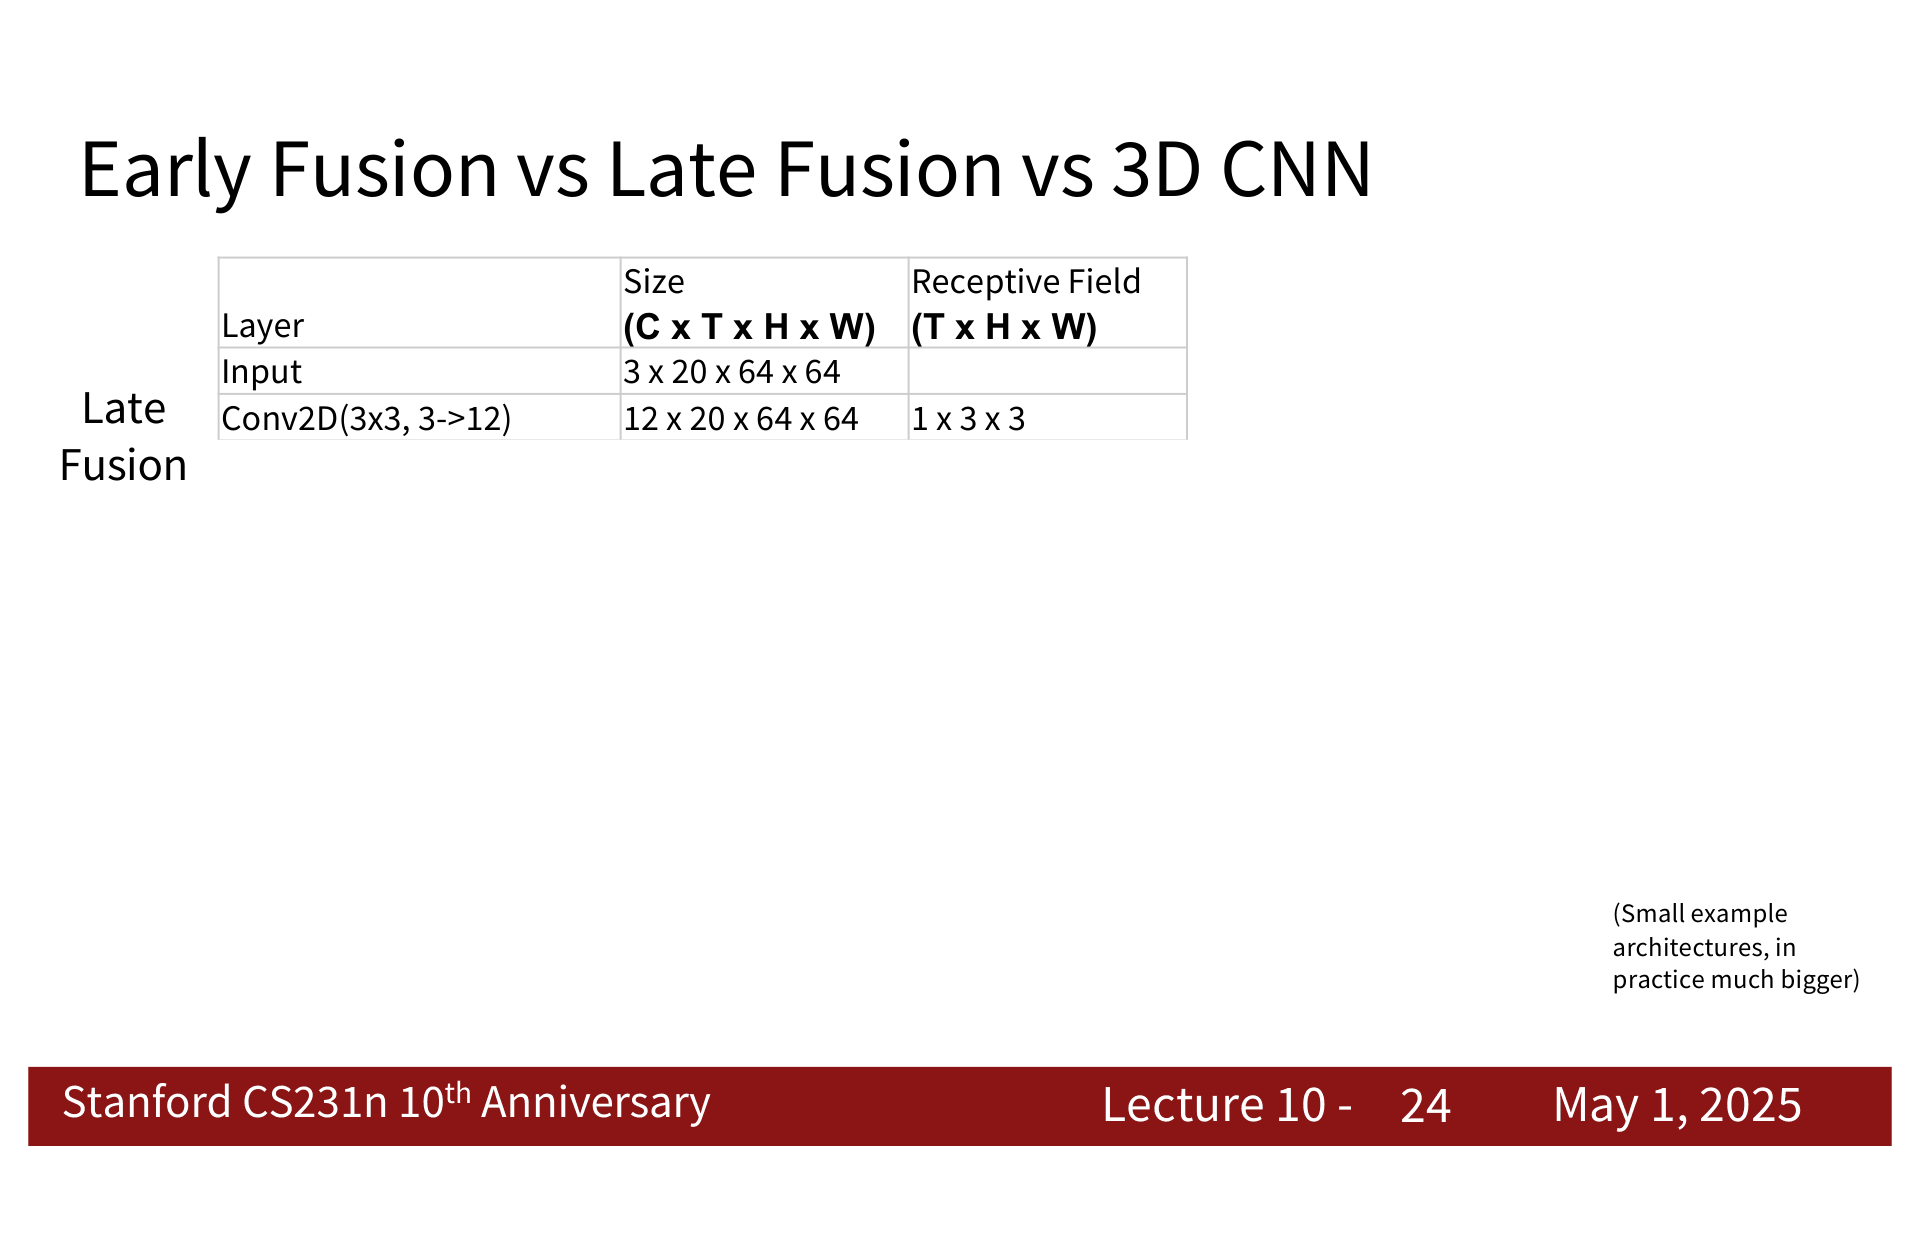 Early Fusion vs Late Fusion vs 3D CNN
Layer
Size
(C x T x H x W)
Receptive Field
(T x H x W)
Input
3 x 20 x 64 x 64
Late
Fusion
Conv2D(3x3, 3->12)
12 x 20 x 64 x 64
1 x 3 x 3
(Small example
architectures, in
practice much bigger)
Stanford CS231n 10th Anniversary
Lecture 10 - 24
May 1, 2025